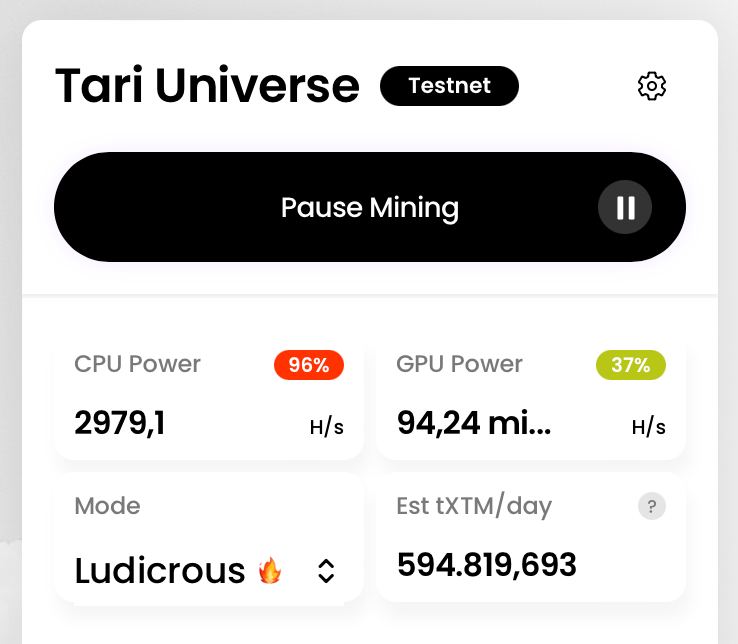 Tari Universe Testnet
Pause Mining
CPU Power 96%
2979,1 H/s
GPU Power 37%
94,24 mi... H/s
Mode
Ludicrous 🔥
Est tXTM/day ?
594.819,693